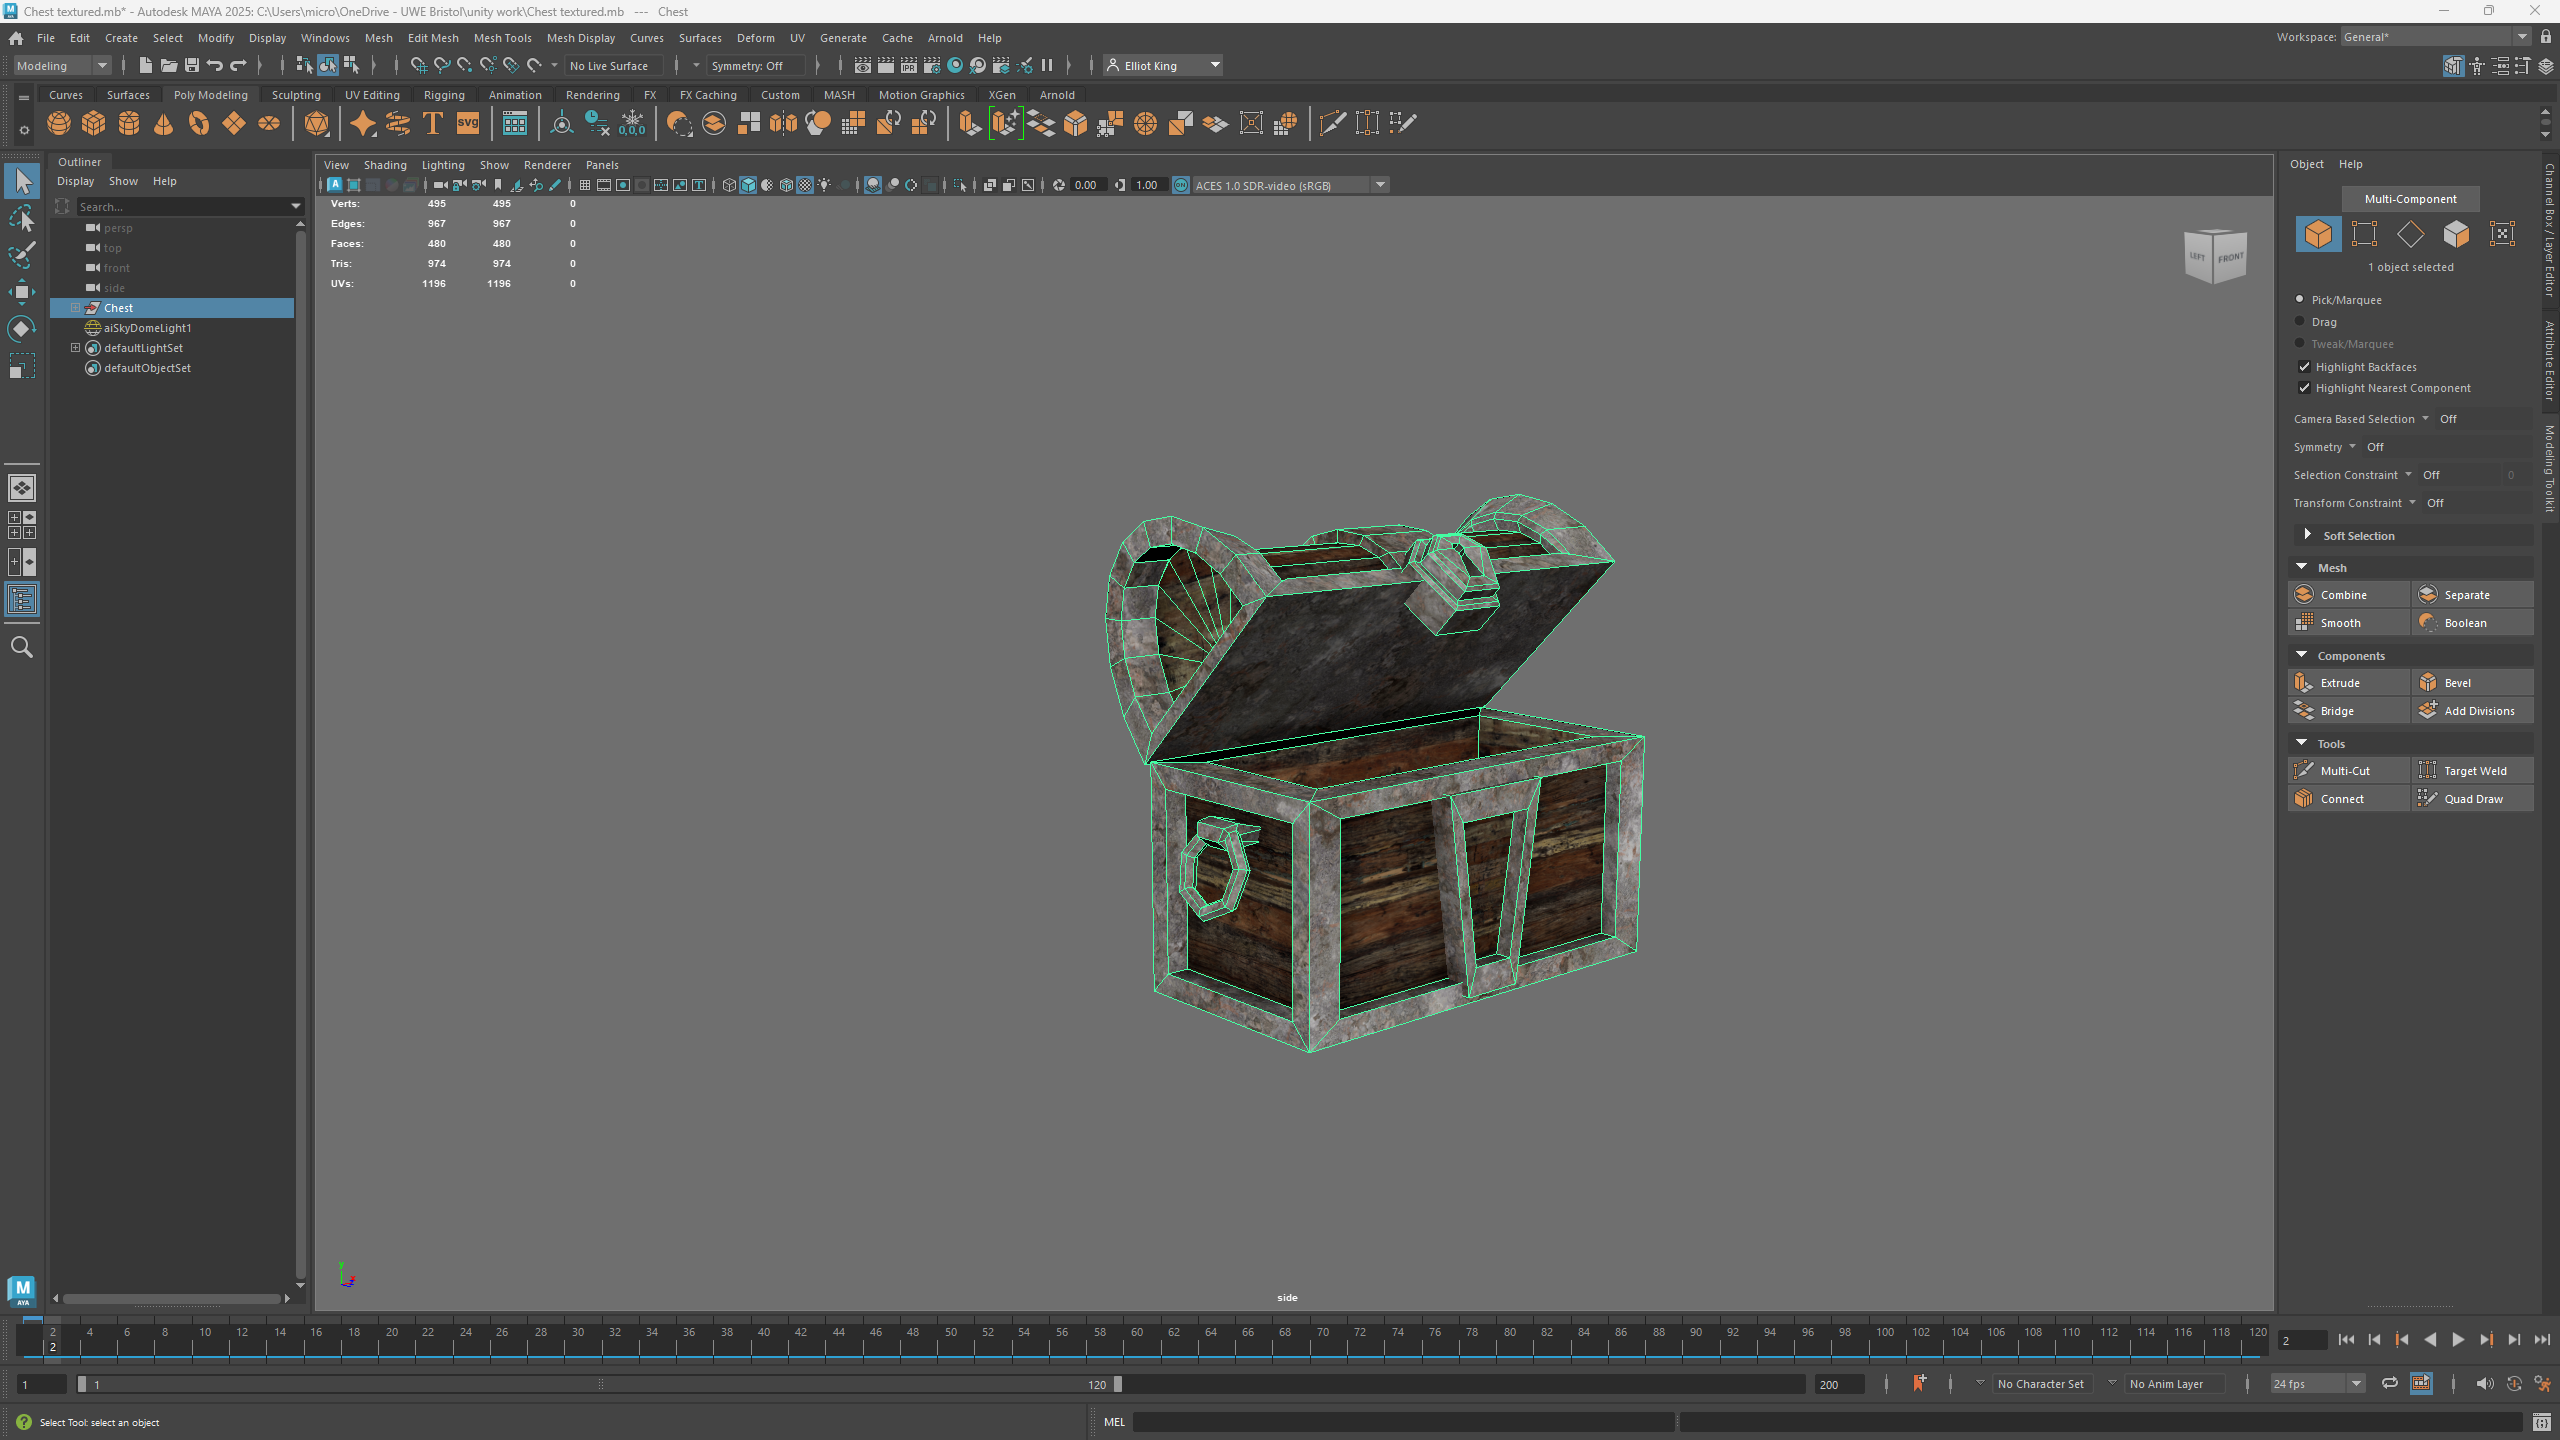 Chest textured.mb* - Autodesk MAYA 2025: C:\Users\micro\OneDrive - UWE Bristol\unity work\Chest textured.mb --- Chest
File Edit Create Select Modify Display Windows Mesh Edit Mesh Mesh Tools Mesh Display Curves Surfaces Deform UV Generate Cache Arnold Help
Workspace: General*
Modeling
No Live Surface
Symmetry: Off
Elliot King
Curves Surfaces Poly Modeling Sculpting UV Editing Rigging Animation Rendering FX FX Caching Custom MASH Motion Graphics XGen Arnold
Outliner
Display Show Help
Search...
persp
top
front
side
Chest
aiSkyDomeLight1
defaultLightSet
defaultObjectSet
View Shading Lighting Show Renderer Panels
0.00 1.00 ACES 1.0 SDR-video (sRGB)
Verts: 495 495 0
Edges: 967 967 0
Faces: 480 480 0
Tris: 974 974 0
UVs: 1196 1196 0
LEFT FRONT
side
Object Help
Multi-Component
1 object selected
Pick/Marquee
Drag
Tweak/Marquee
Highlight Backfaces
Highlight Nearest Component
Camera Based Selection Off
Symmetry Off
Selection Constraint Off 0
Transform Constraint Off
Soft Selection
Mesh
Combine Separate
Smooth Boolean
Components
Extrude Bevel
Bridge Add Divisions
Tools
Multi-Cut Target Weld
Connect Quad Draw
Channel Box / Layer Editor
Attribute Editor
Modeling Toolkit
2 4 6 8 10 12 14 16 18 20 22 24 26 28 30 32 34 36 38 40 42 44 46 48 50 52 54 56 58 60 62 64 66 68 70 72 74 76 78 80 82 84 86 88 90 92 94 96 98 100 102 104 106 108 110 112 114 116 118 120
2
2
1 1 120 200
No Character Set
No Anim Layer
24 fps
Select Tool: select an object
MEL